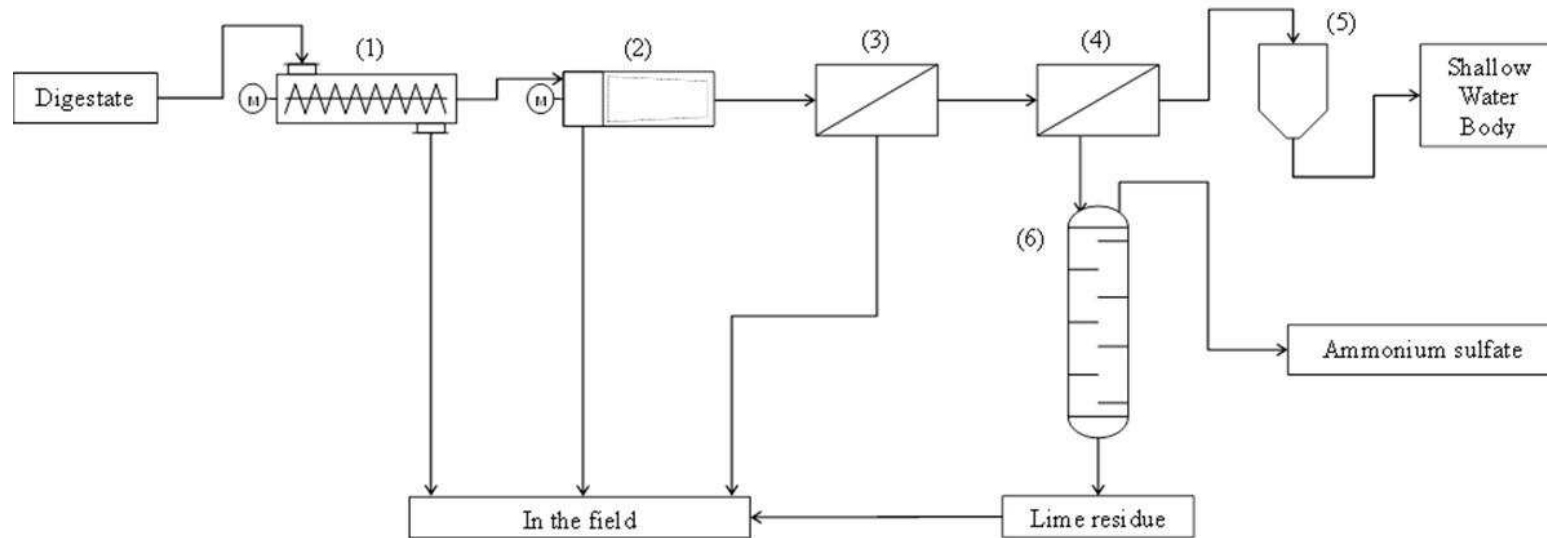 (1)
(2)
(3)
(4)
(5)
Digestate
M
M
Shallow
Water
Body
(6)
Ammonium sulfate
In the field
Lime residue